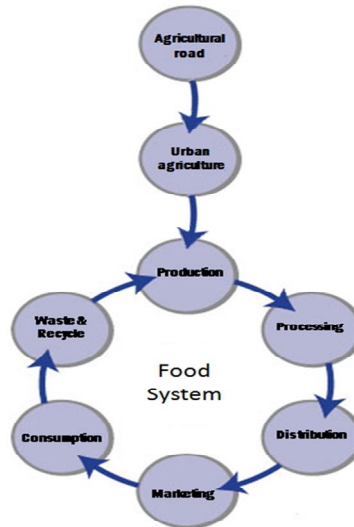 Agricultural
road
Urban
agriculture
Production
Processing
Distribution
Marketing
Consumption
Waste &
Recycle
Food
System